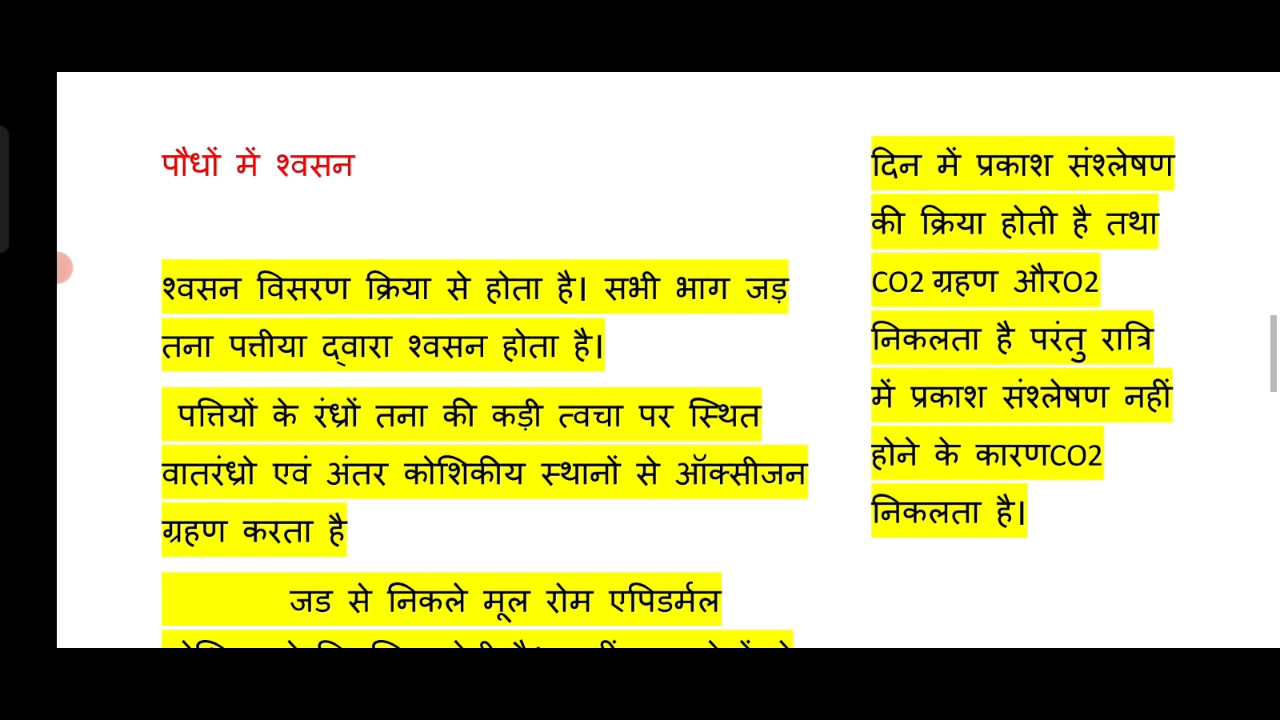 पौधों में श्वसन
श्वसन विसरण क्रिया से होता है। सभी भाग जड़
तना पत्तीया द्वारा श्वसन होता है।
पत्तियों के रंध्रों तना की कड़ी त्वचा पर स्थित
वातरंध्रो एवं अंतर कोशिकीय स्थानों से ऑक्सीजन
ग्रहण करता है
जड से निकले मूल रोम एपिडर्मल
दिन में प्रकाश संश्लेषण
की क्रिया होती है तथा
CO2 ग्रहण औरO2
निकलता है परंतु रात्रि
में प्रकाश संश्लेषण नहीं
होने के कारणCO2
निकलता है।